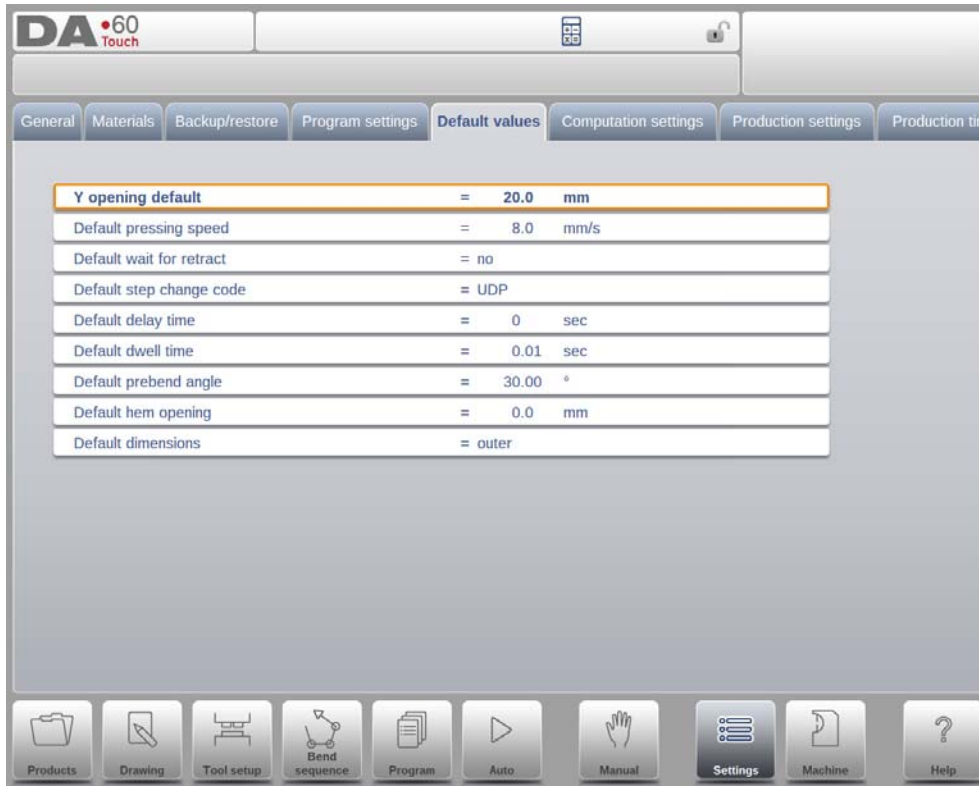 DA 60
Touch
General Materials Backup/restore Program settings Default values Computation settings Production settings Production
Y opening default = 20.0 mm
Default pressing speed = 8.0 mm/s
Default wait for retract = no
Default step change code = UDP
Default delay time = 0 sec
Default dwell time = 0.01 sec
Default prebend angle = 30.00 °
Default hem opening = 0.0 mm
Default dimensions = outer
Products Drawing Tool setup Bend sequence Program Auto Manual Settings Machine Help